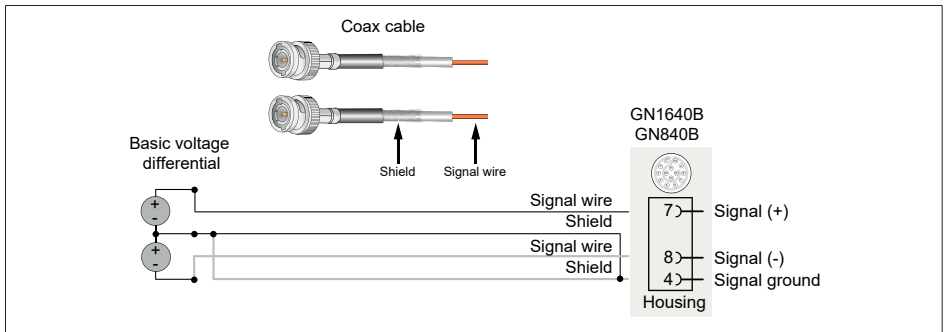 Coax cable
GN1640B
GN840B
Basic voltage
differential
Shield
Signal wire
+
-
+
-
Signal wire
Shield
Signal wire
Shield
7
Signal (+)
8
Signal (-)
4
Signal ground
Housing